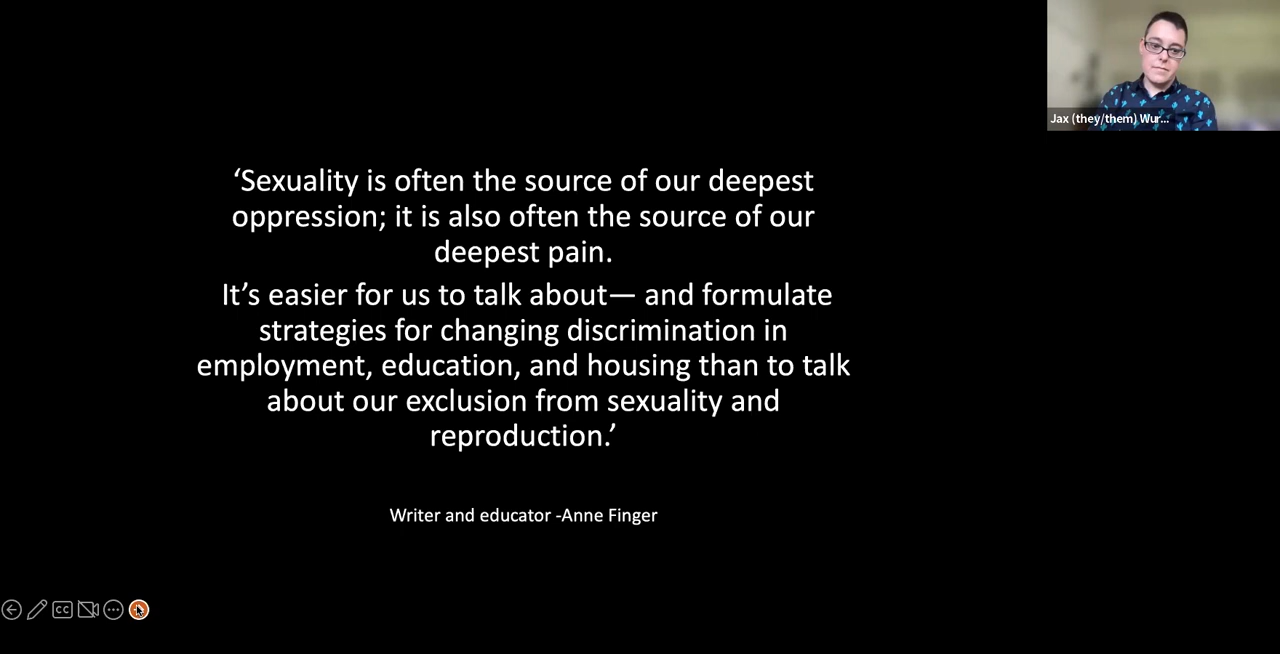 Jax (they/them) Wur...
‘Sexuality is often the source of our deepest
oppression; it is also often the source of our
deepest pain.
It’s easier for us to talk about— and formulate
strategies for changing discrimination in
employment, education, and housing than to talk
about our exclusion from sexuality and
reproduction.’
Writer and educator -Anne Finger
CC